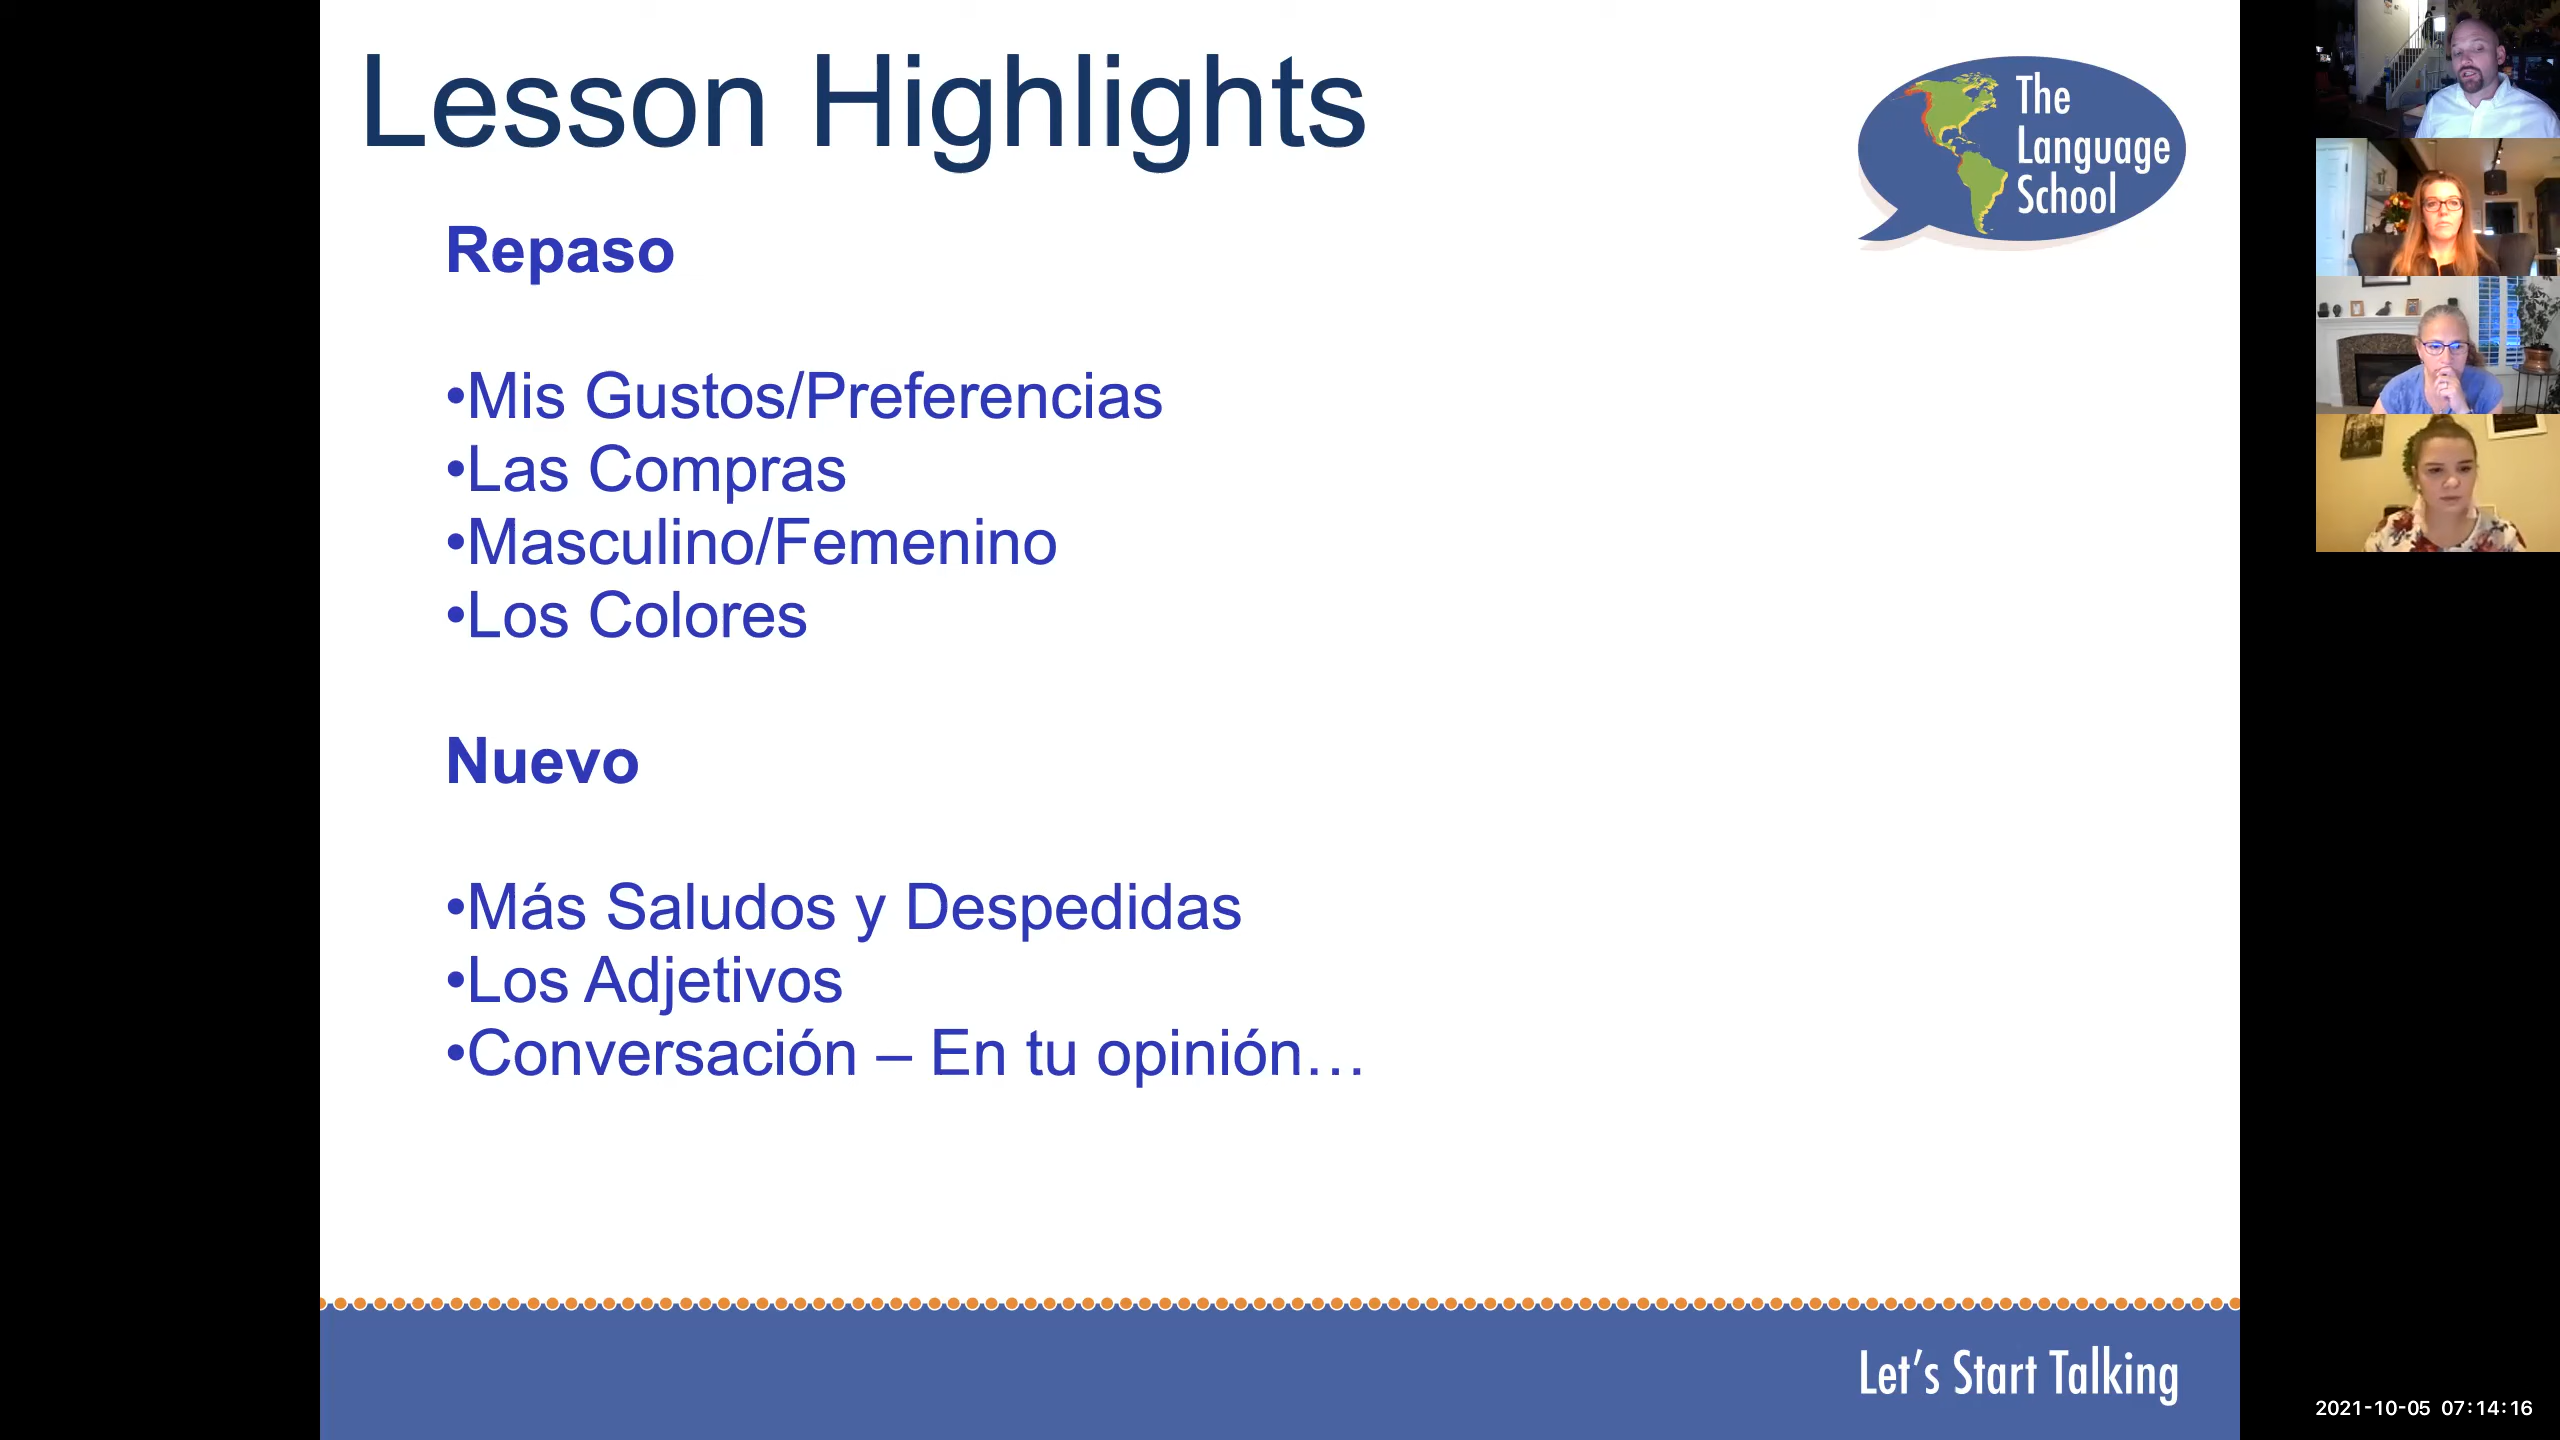 Lesson Highlights
The
Language
School
Repaso
•Mis Gustos/Preferencias
•Las Compras
•Masculino/Femenino
•Los Colores
Nuevo
•Más Saludos y Despedidas
•Los Adjetivos
•Conversación – En tu opinión…
Let's Start Talking
2021-10-05 07:14:16